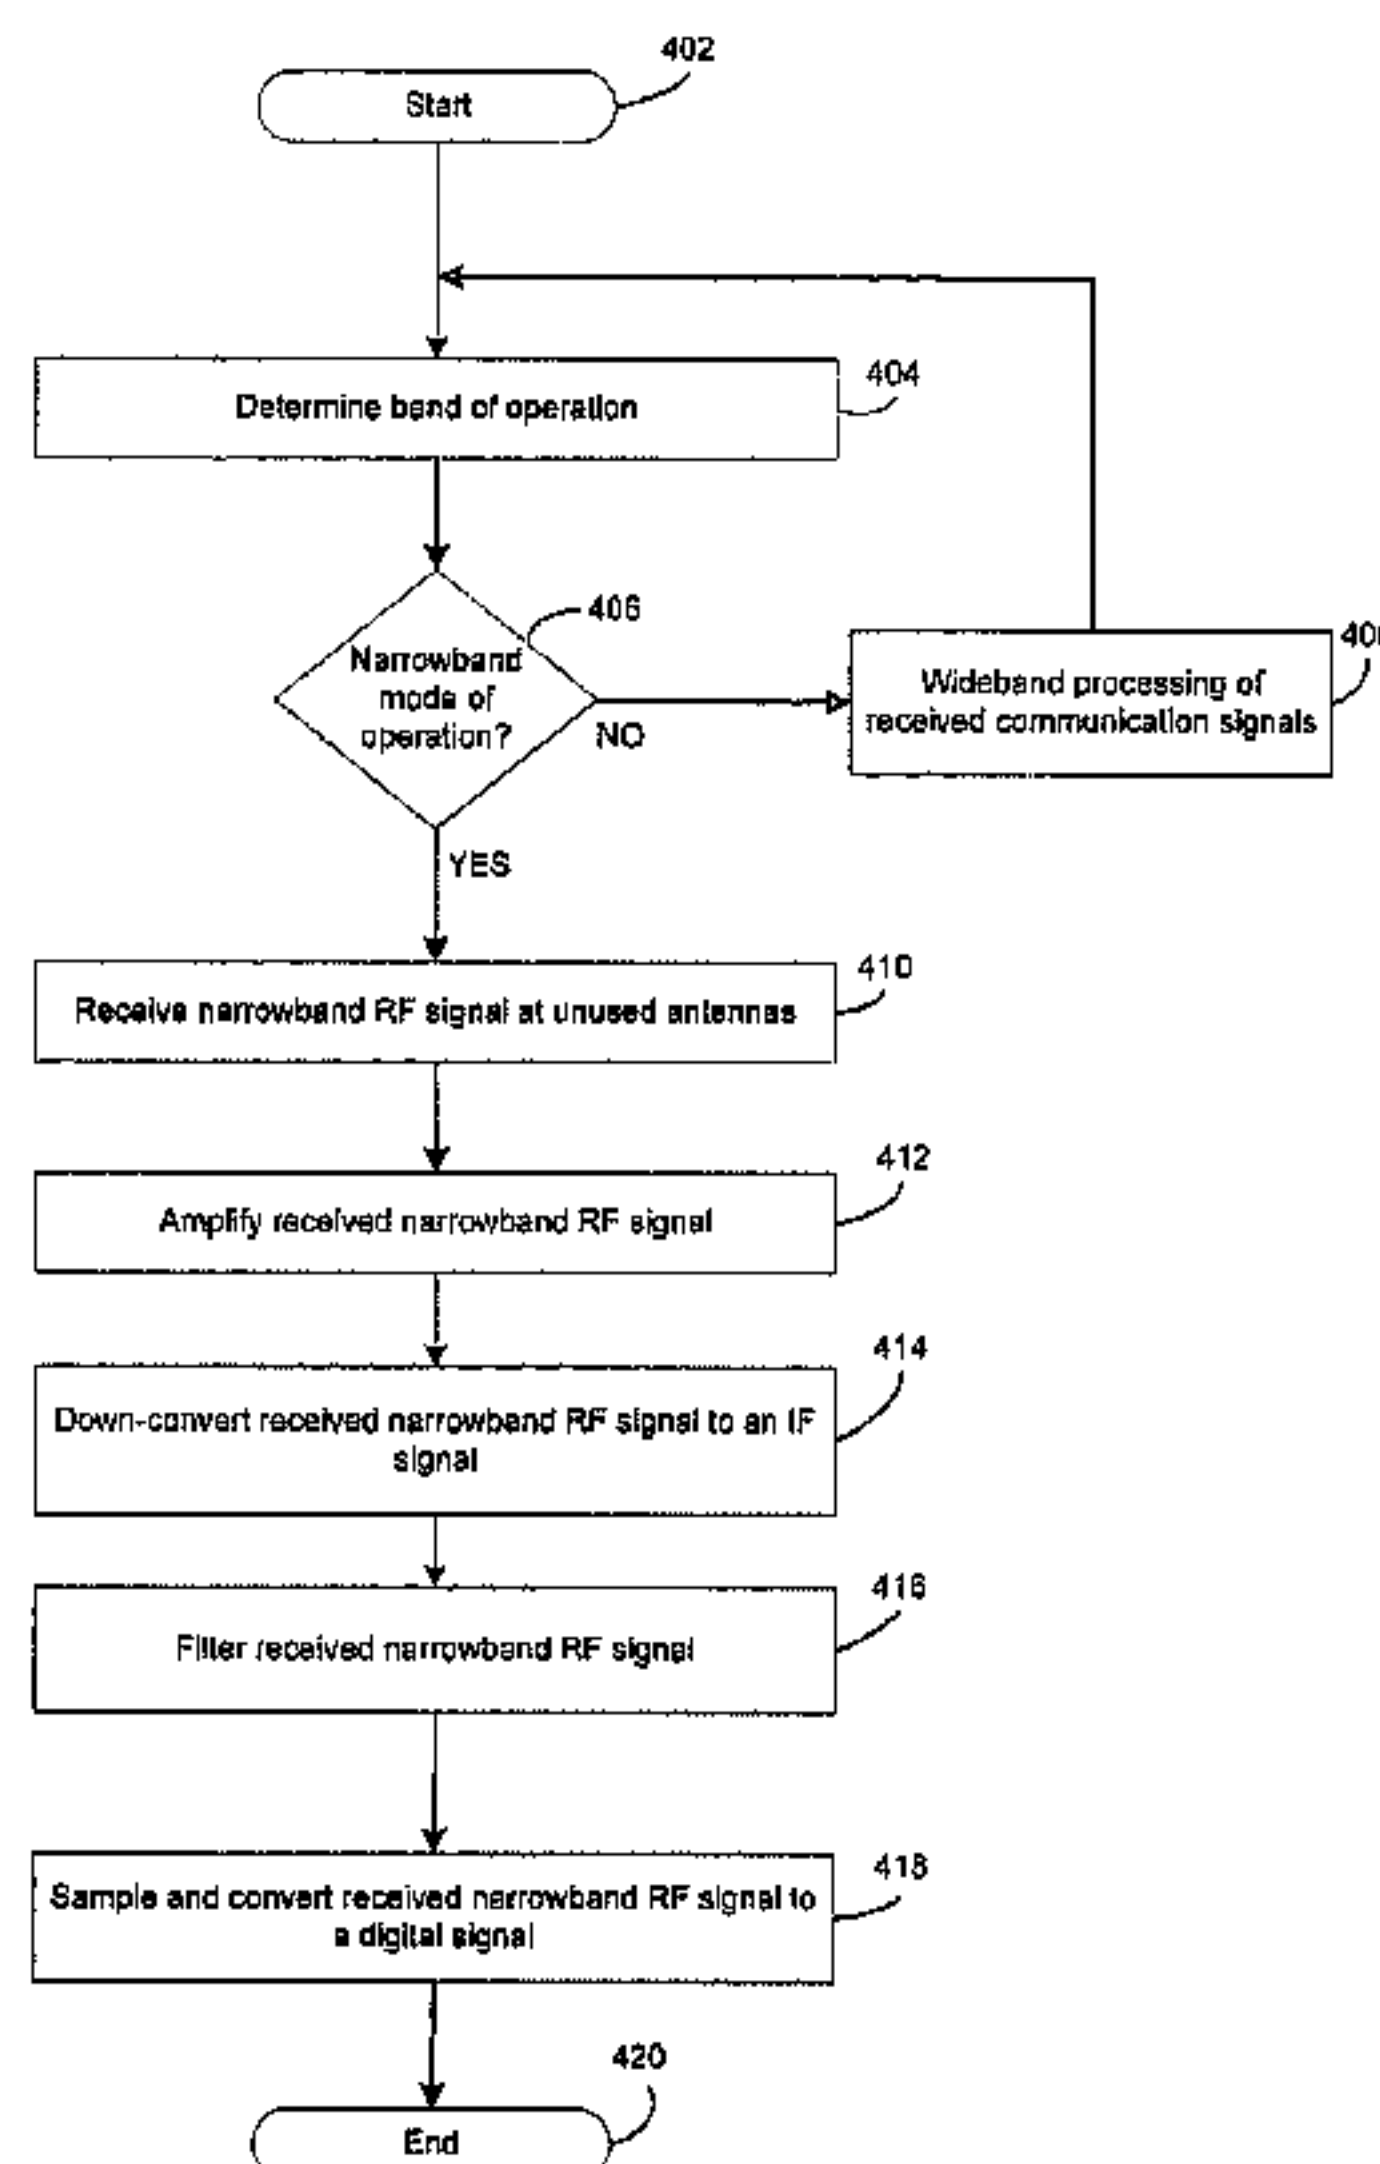 402
Start
404
Determine band of operation
406
Narrowband
mode of
operation?
NO
Wideband processing of
received communication signals
YES
410
Receive narrowband RF signal at unused antennas
412
Amplify received narrowband RF signal
414
Down-convert received narrowband RF signal to an IF
signal
416
Filter received narrowband RF signal
418
Sample and convert received narrowband RF signal to
a digital signal
420
End